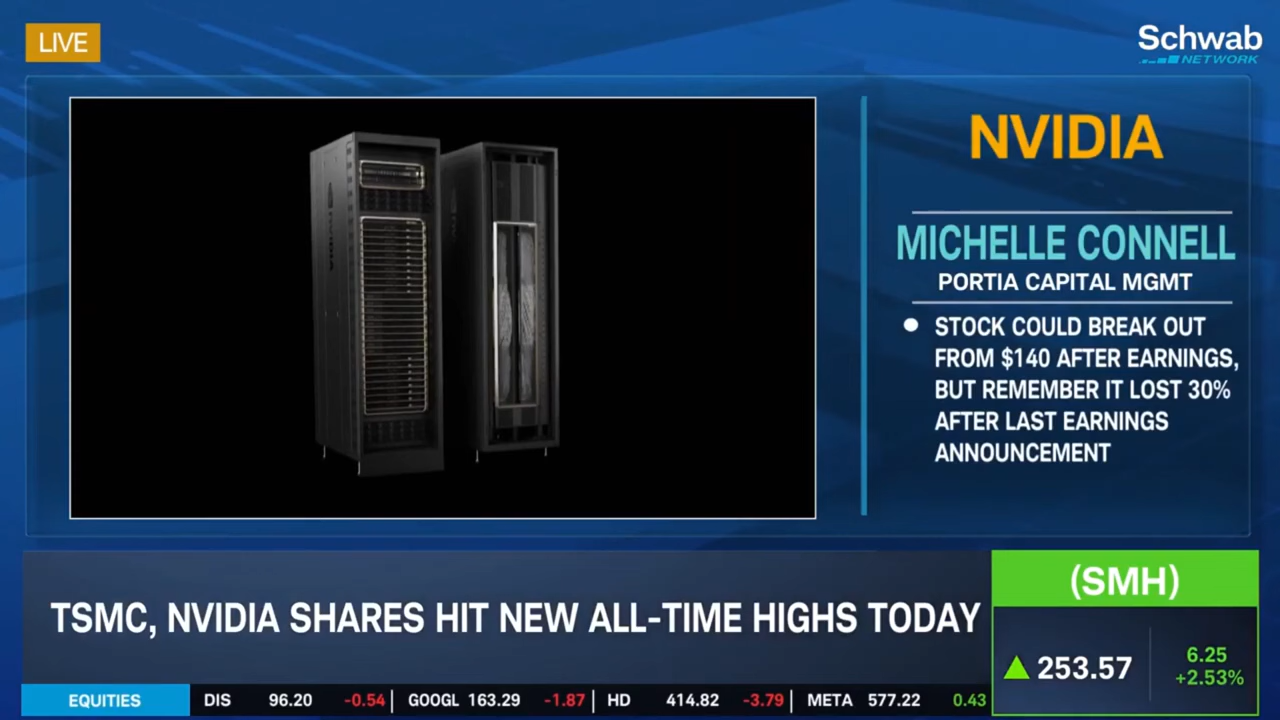 LIVE
Schwab
NETWORK
NVIDIA
MICHELLE CONNELL
PORTIA CAPITAL MGMT
● STOCK COULD BREAK OUT
FROM $140 AFTER EARNINGS,
BUT REMEMBER IT LOST 30%
AFTER LAST EARNINGS
ANNOUNCEMENT
NVIDIA
TSMC, NVIDIA SHARES HIT NEW ALL-TIME HIGHS TODAY
(SMH)
▲ 253.57
6.25
+2.53%
EQUITIES DIS 96.20 -0.54 | GOOGL 163.29 -1.87 | HD 414.82 -3.79 | META 577.22 0.43